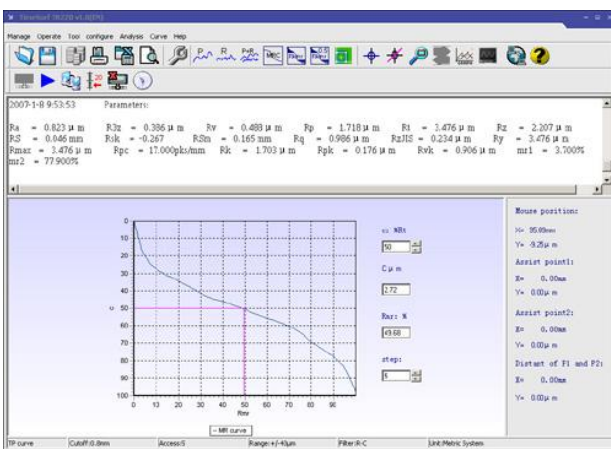 TimeSurf TR220 v1.0(EN)
Manage Operate Tool configure Analysis Curve Help
2007-1-8 9:53:53 Parameters:
Ra = 0.823 μ m R3z = 0.386 μ m Rv = 0.488 μ m Rp = 1.718 μ m Rt = 3.476 μ m Rz = 2.207 μ m
RS = 0.046 mm Rsk = -0.267 RSm = 0.165 mm Rq = 0.986 μ m RzJIS = 0.234 μ m Ry = 3.476 μ m
Rmax = 3.476 μ m Rpc = 17.000pks/mm Rk = 1.703 μ m Rpk = 0.176 μ m Rvk = 0.906 μ m mr1 = 3.700%
mr2 = 77.900%
0
10
20
30
40
50
60
70
80
90
100
C
0 13 20 30 40 50 60 70 80 90
Rmr
MR curve
c: %Rt
50
C μ m
2.72
Rmr: %
49.68
step:
5
Mouse position:
Y= -9.25μ m
Assist point1:
X= 0.00mm
Y= 0.00μ m
Assist point2:
X= 0.00mm
Y= 0.00μ m
Distant of P1 and P2:
X= 0.00mm
Y= 0.00μ m
TP curve Cutoff:0.8mm Access:5 Range:+/-40μm Filter:R-C Unit:Metric System